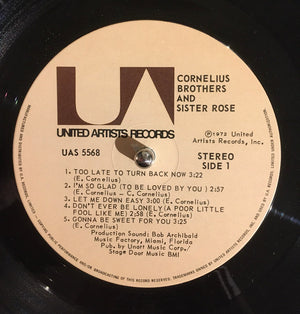 UA
CORNELIUS
BROTHERS
AND
SISTER ROSE
UNITED ARTISTS RECORDS
℗1972 United
Artists Records, Inc.
UAS 5568
STEREO
SIDE 1
1. TOO LATE TO TURN BACK NOW 3:22
(E. Cornelius)
2. I'M SO GLAD (TO BE LOVED BY YOU) 2:57
(E. Cornelius - C. Cornelius)
3. LET ME DOWN EASY 3:00 (E. Cornelius)
4. DON'T EVER BE LONELY (A POOR LITTLE
FOOL LIKE ME) 2:58 (E. Cornelius)
5. GONNA BE SWEET FOR YOU 3:15
(E. Cornelius)
Production Sound: Bob Archibald
Music Factory, Miami, Florida
Pub. by: Unart Music Corp./
Stage Door Music BMI